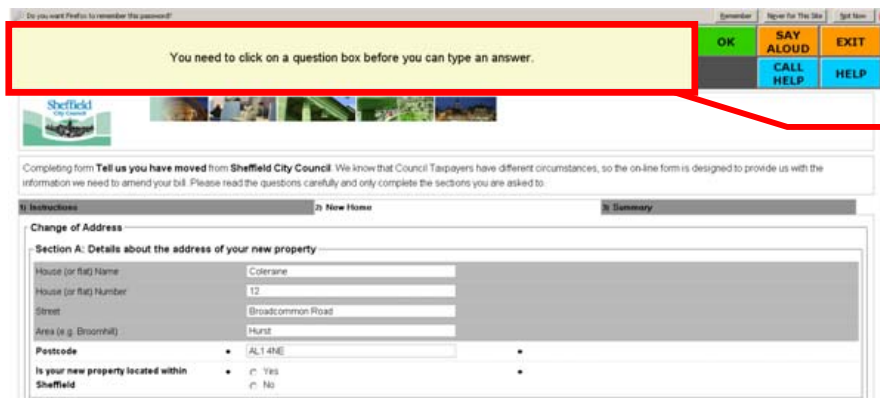 Do you want Firefox to remember this password?
Remember
Never for This Site
Not Now
You need to click on a question box before you can type an answer.
OK
SAY ALOUD
EXIT
CALL HELP
HELP
Sheffield
City Council
Completing form Tell us you have moved from Sheffield City Council. We know that Council Taxpayers have different circumstances, so the on-line form is designed to provide us with the
information we need to amend your bill. Please read the questions carefully and only complete the sections you are asked to.
1) Instructions
2) New Home
3) Summary
Change of Address
Section A: Details about the address of your new property
House (or flat) Name
Coleraine
House (or flat) Number
12
Street
Broadcommon Road
Area (e.g. Broomhill)
Hurst
Postcode
AL1 4NE
Is your new property located within
Sheffield
Yes
No